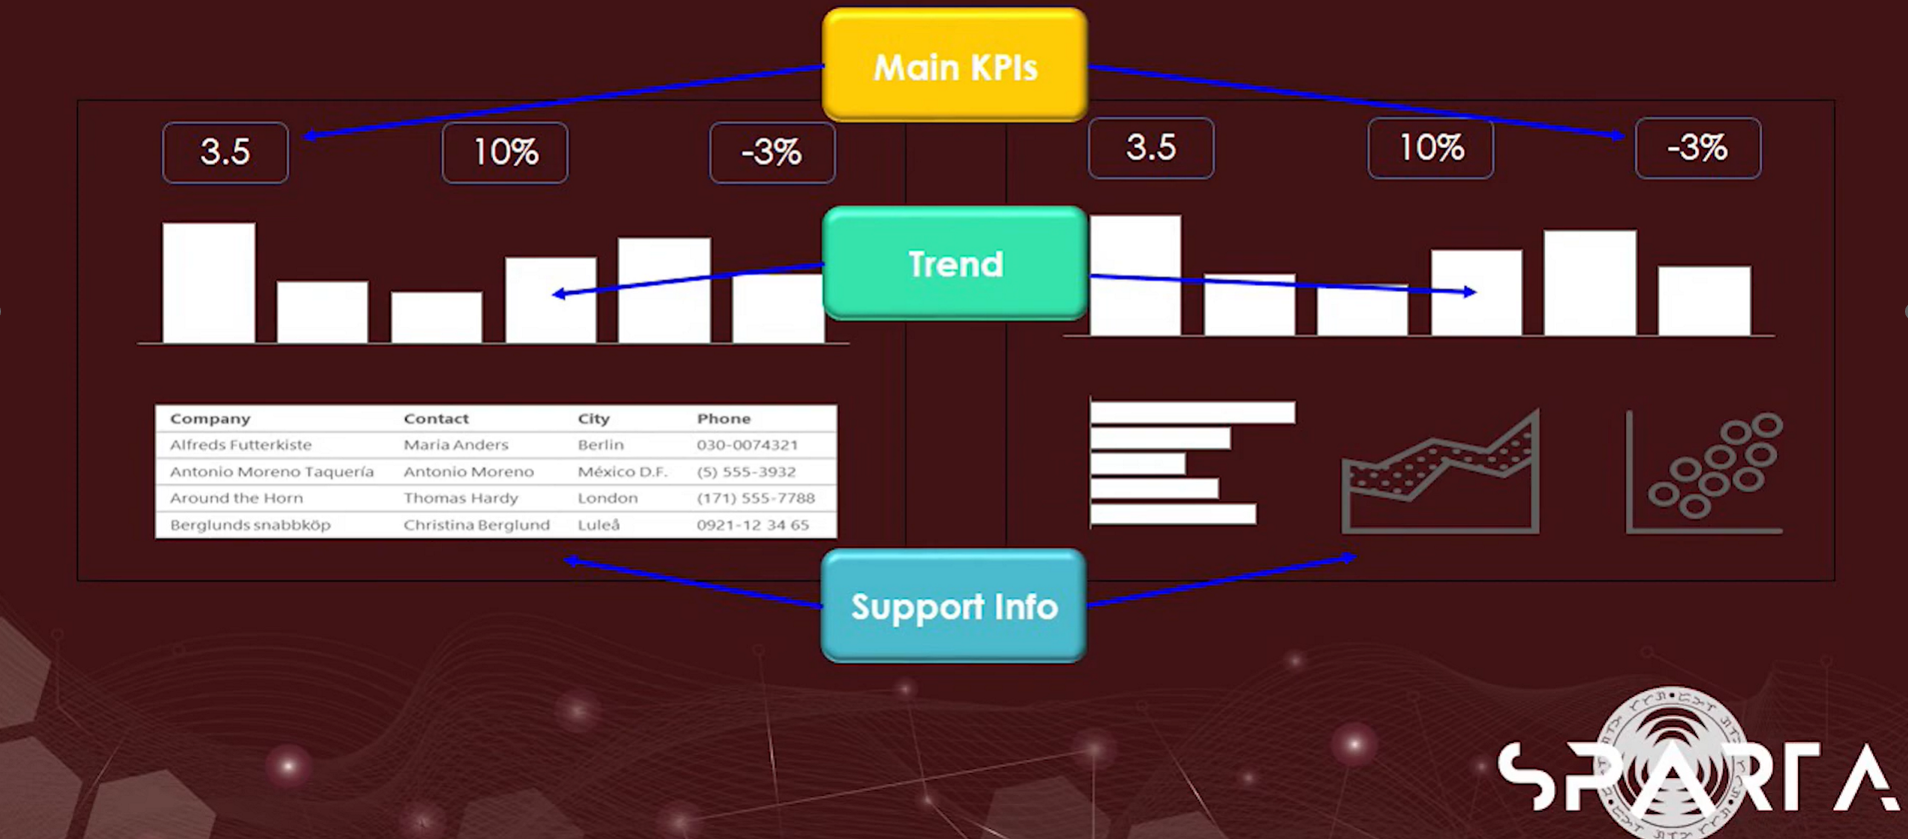 Main KPIs
3.5 10% -3%
3.5 10% -3%
Trend
Company Contact City Phone
Alfreds Futterkiste Maria Anders Berlin 030-0074321
Antonio Moreno Taquería Antonio Moreno México D.F. (5) 555-3932
Around the Horn Thomas Hardy London (171) 555-7788
Berglunds snabbköp Christina Berglund Luleå 0921-12 34 65
Support Info
SPARTA